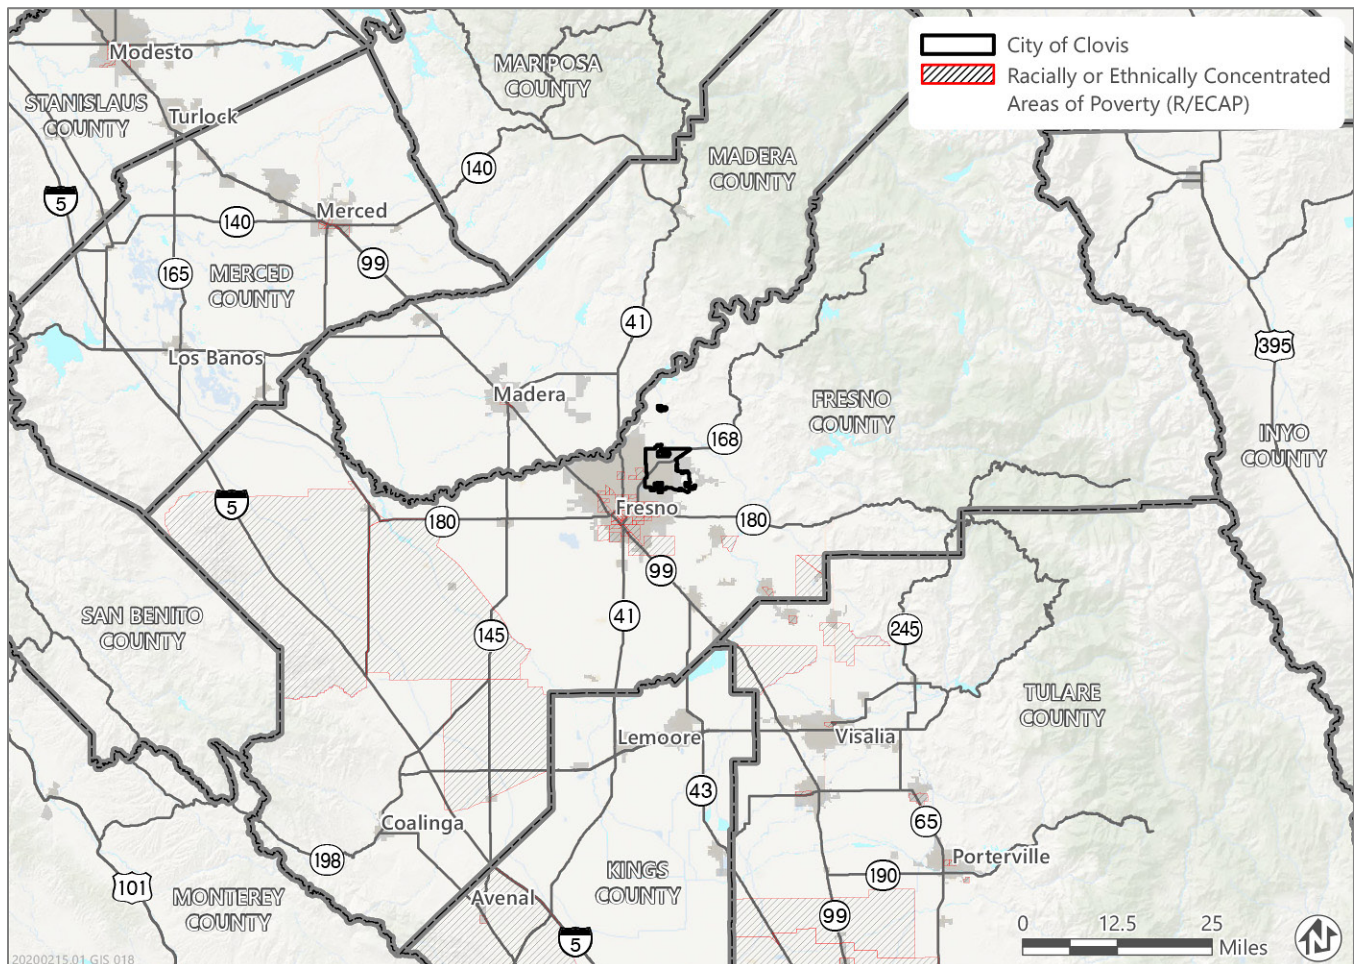 City of Clovis
Racially or Ethnically Concentrated
Areas of Poverty (R/ECAP)
Modesto
MARIPOSA
COUNTY
STANISLAUS
COUNTY
Turlock
MADERA
COUNTY
140
5
Merced
140
99
165
MERCED
COUNTY
41
395
Los Banos
Madera
FRESNO
COUNTY
168
INYO
COUNTY
5
180
Fresno
180
99
SAN BENITO
COUNTY
145
41
245
TULARE
COUNTY
Lemoore
Visalia
43
Coalinga
65
198
Porterville
101
MONTEREY
COUNTY
KINGS
COUNTY
190
Avenal
99
5
0 12.5 25
Miles
N
20200215.01 GIS 018